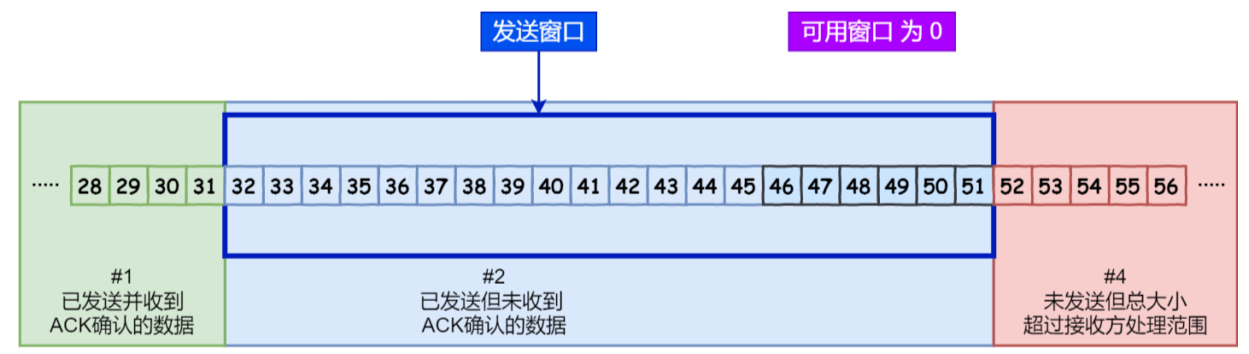 发送窗口
可用窗口 为 0
····· 28 29 30 31 32 33 34 35 36 37 38 39 40 41 42 43 44 45 46 47 48 49 50 51 52 53 54 55 56 ·····
#1
已发送并收到
ACK确认的数据
#2
已发送但未收到
ACK确认的数据
#4
未发送但总大小
超过接收方处理范围